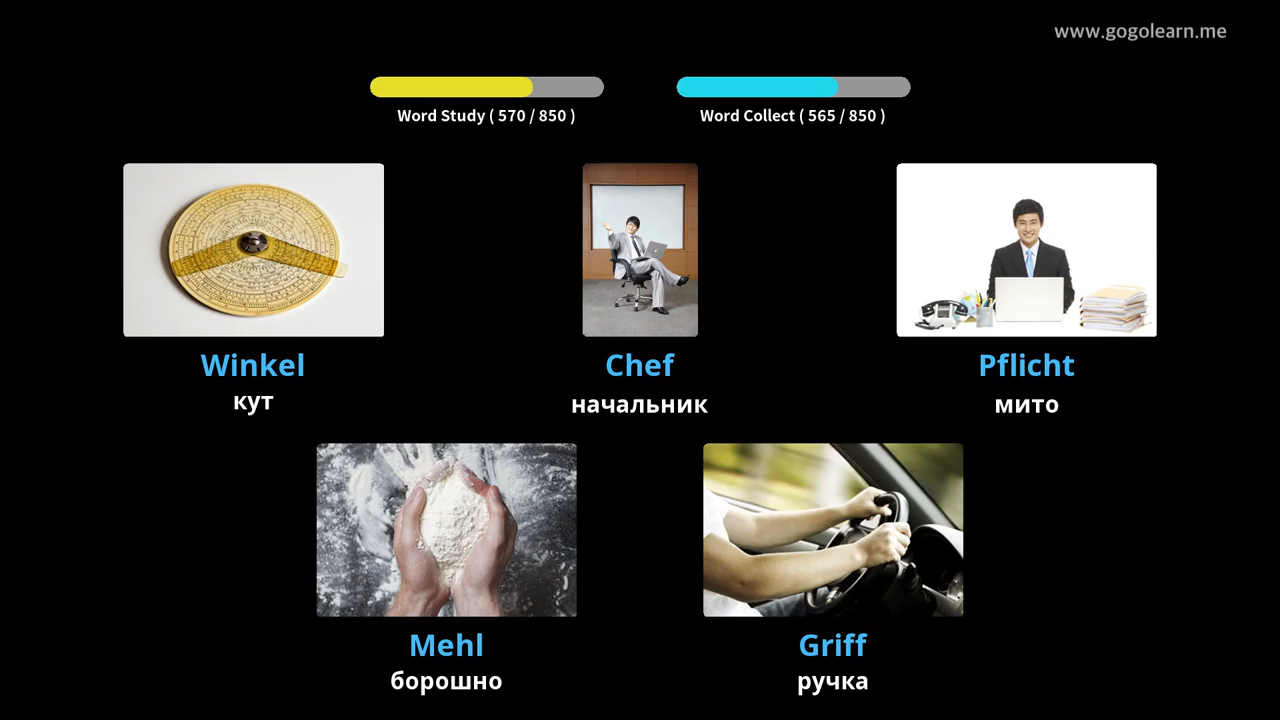 www.gogolearn.me
Word Study ( 570 / 850 )
Word Collect ( 565 / 850 )
Winkel
кут
Chef
начальник
Pflicht
мито
Mehl
борошно
Griff
ручка